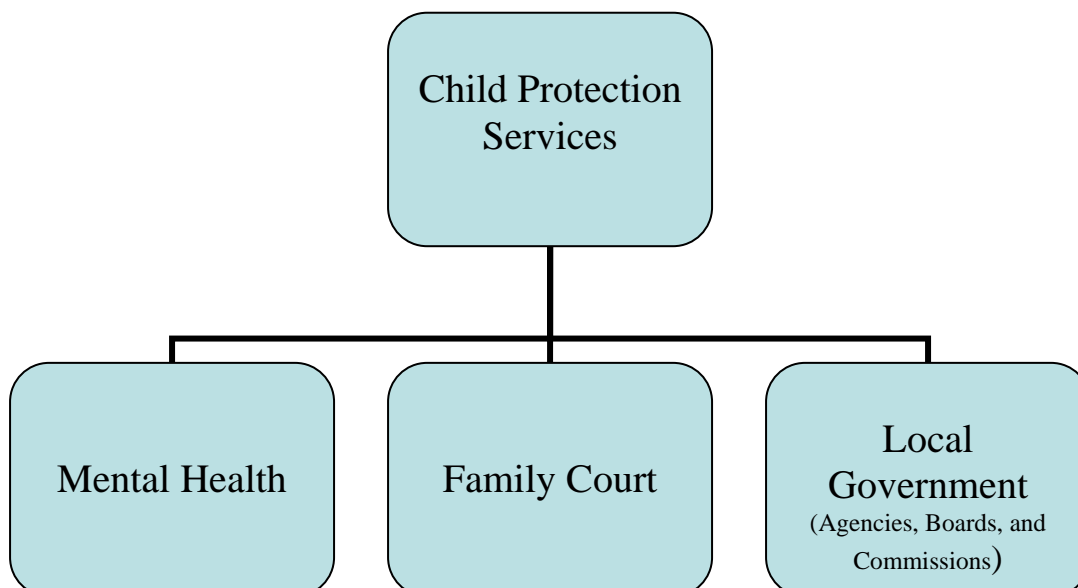 Child Protection
Services
Mental Health
Family Court
Local
Government
(Agencies, Boards, and
Commissions)